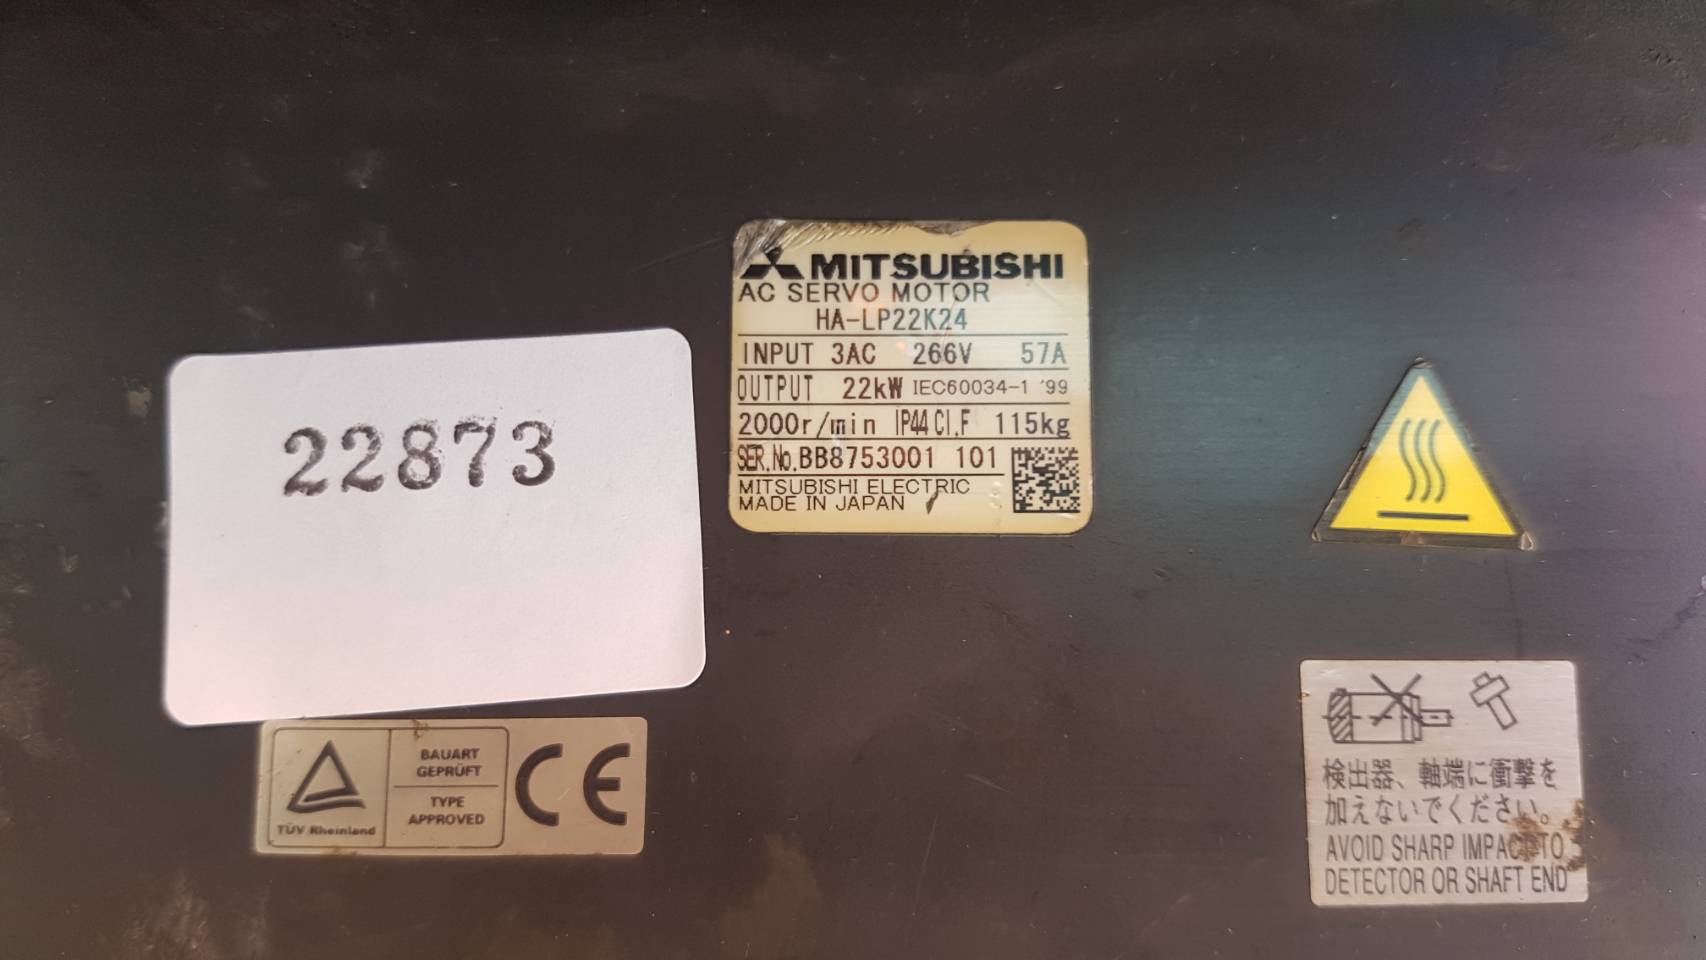 MITSUBISHI
AC SERVO MOTOR
HA-LP22K24
INPUT 3AC 266V 57A
OUTPUT 22kW IEC60034-1 '99
2000r/min IP44 Cl.F 115kg
SER.No.BB8753001 101
MITSUBISHI ELECTRIC
MADE IN JAPAN
22873
TÜV Rheinland
BAUART
GEPRÜFT
TYPE
APPROVED
CE
検出器、軸端に衝撃を
加えないでください。
AVOID SHARP IMPACT TO
DETECTOR OR SHAFT END